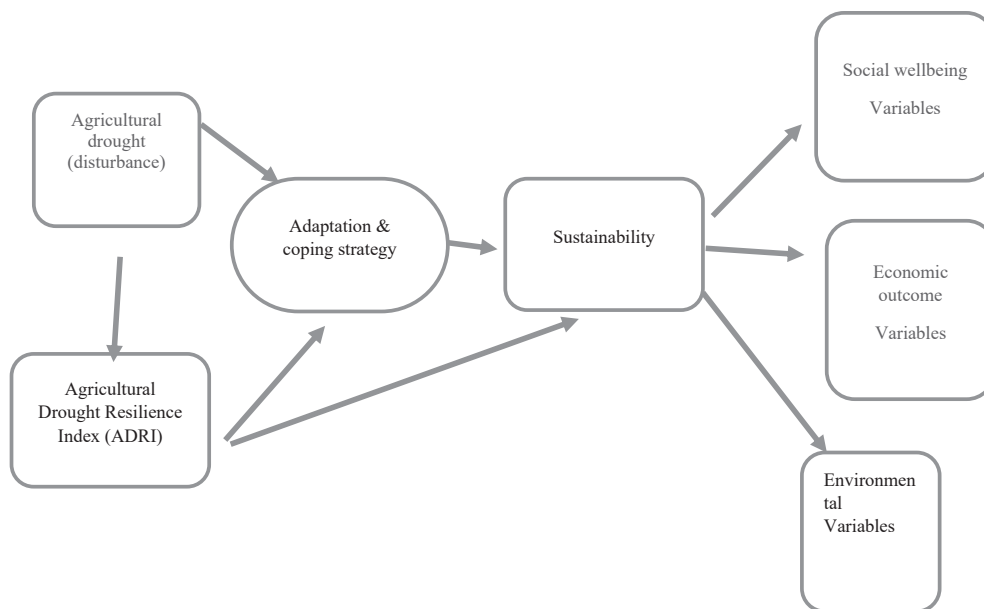 Agricultural
drought
(disturbance)
Agricultural
Drought Resilience
Index (ADRI)
Adaptation &
coping strategy
Sustainability
Social wellbeing
Variables
Economic
outcome
Variables
Environmen
tal
Variables